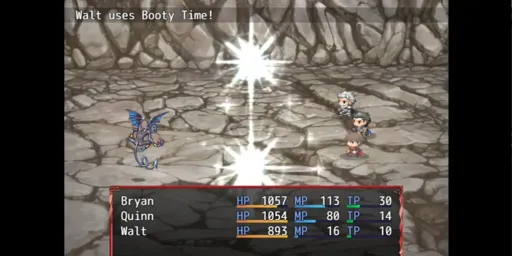 Walt uses Booty Time!
Bryan HP 1057 MP 113 TP 30
Quinn HP 1054 MP 80 TP 14
Walt HP 893 MP 16 TP 10